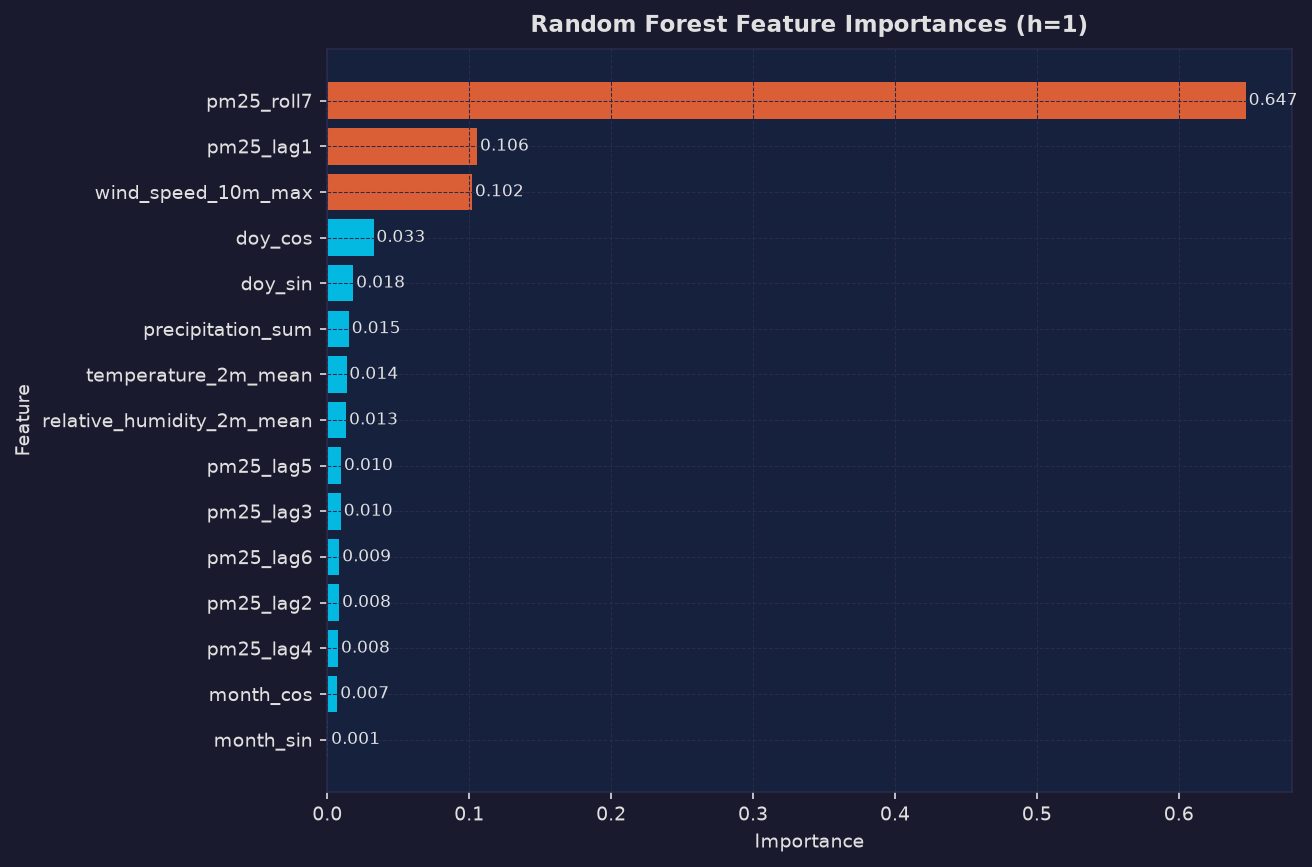 Random Forest Feature Importances (h=1)
pm25_roll7 0.647
pm25_lag1 0.106
wind_speed_10m_max 0.102
doy_cos 0.033
doy_sin 0.018
precipitation_sum 0.015
temperature_2m_mean 0.014
relative_humidity_2m_mean 0.013
pm25_lag5 0.010
pm25_lag3 0.010
pm25_lag6 0.009
pm25_lag2 0.008
pm25_lag4 0.008
month_cos 0.007
month_sin 0.001
Feature
0.0 0.1 0.2 0.3 0.4 0.5 0.6
Importance